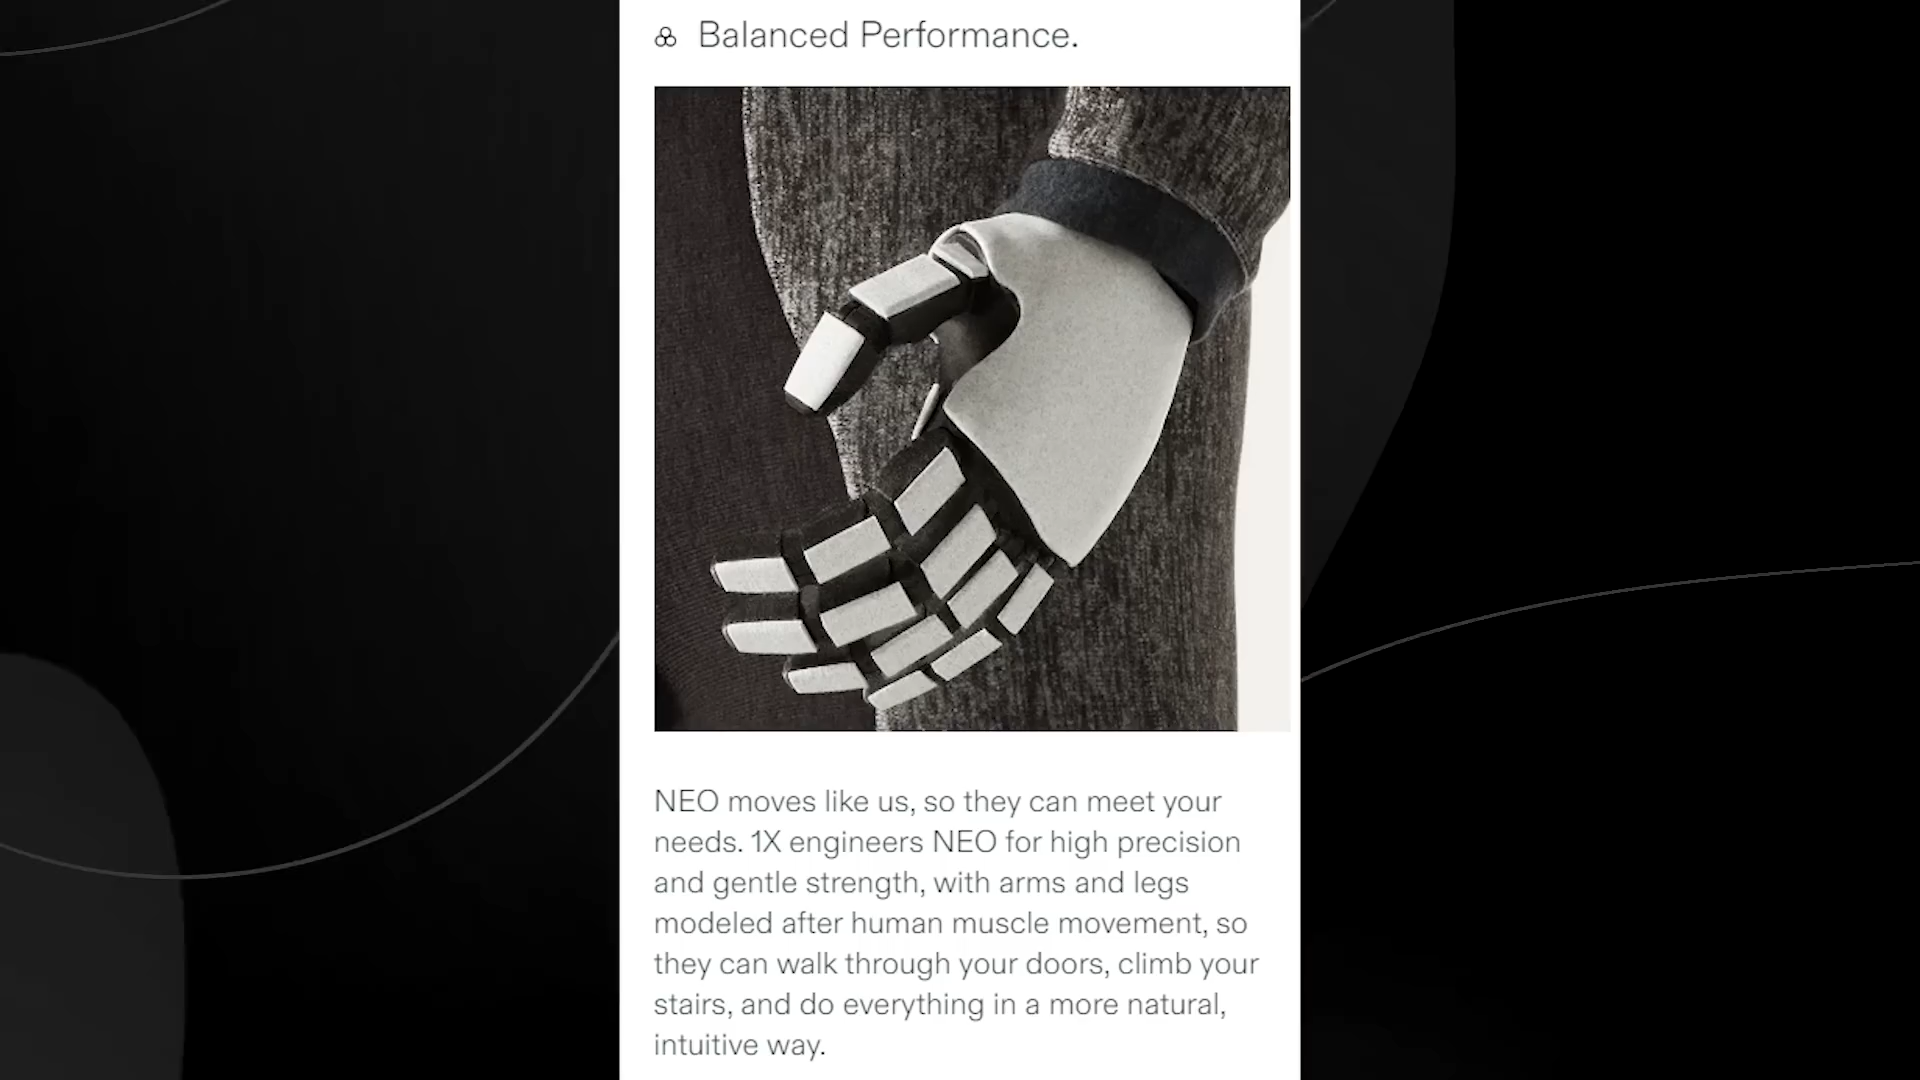 Balanced Performance.
NEO moves like us, so they can meet your
needs. 1X engineers NEO for high precision
and gentle strength, with arms and legs
modeled after human muscle movement, so
they can walk through your doors, climb your
stairs, and do everything in a more natural,
intuitive way.